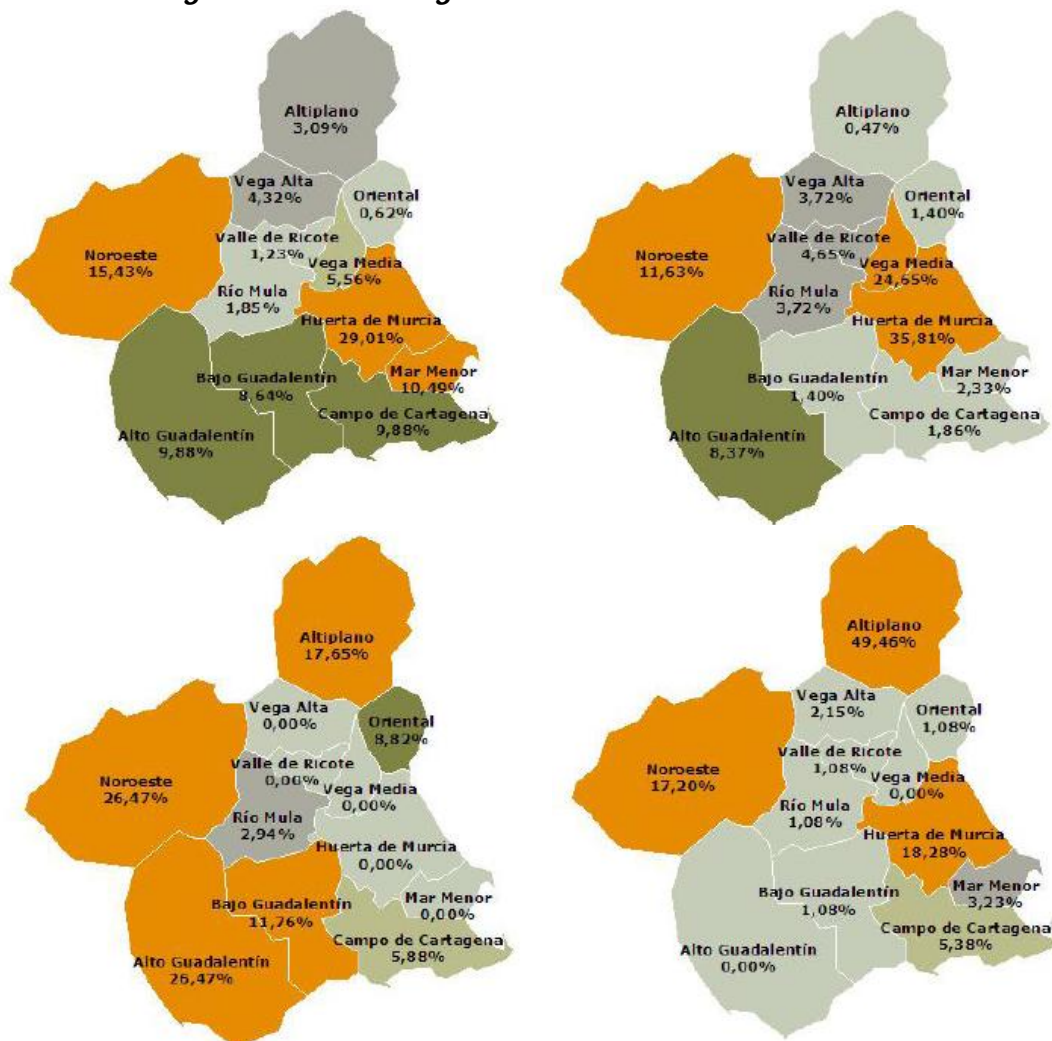 Altiplano
3,09%
Vega Alta
4,32%
Oriental
0,62%
Noroeste
15,43%
Valle de Ricote
1,23%
Vega Media
5,56%
Río Mula
1,85%
Huerta de Murcia
29,01%
Mar Menor
10,49%
Bajo Guadalentín
8,64%
Campo de Cartagena
9,88%
Alto Guadalentín
9,88%
Altiplano
0,47%
Vega Alta
3,72%
Oriental
1,40%
Noroeste
11,63%
Valle de Ricote
4,65%
Vega Media
24,65%
Río Mula
3,72%
Huerta de Murcia
35,81%
Mar Menor
2,33%
Bajo Guadalentín
1,40%
Campo de Cartagena
1,86%
Alto Guadalentín
8,37%
Altiplano
17,65%
Vega Alta
0,00%
Oriental
8,82%
Noroeste
26,47%
Valle de Ricote
0,00%
Vega Media
0,00%
Río Mula
2,94%
Huerta de Murcia
0,00%
Mar Menor
0,00%
Bajo Guadalentín
11,76%
Campo de Cartagena
5,88%
Alto Guadalentín
26,47%
Altiplano
49,46%
Vega Alta
2,15%
Oriental
1,08%
Noroeste
17,20%
Valle de Ricote
1,08%
Vega Media
0,00%
Río Mula
1,08%
Huerta de Murcia
18,28%
Mar Menor
3,23%
Bajo Guadalentín
1,08%
Campo de Cartagena
5,38%
Alto Guadalentín
0,00%